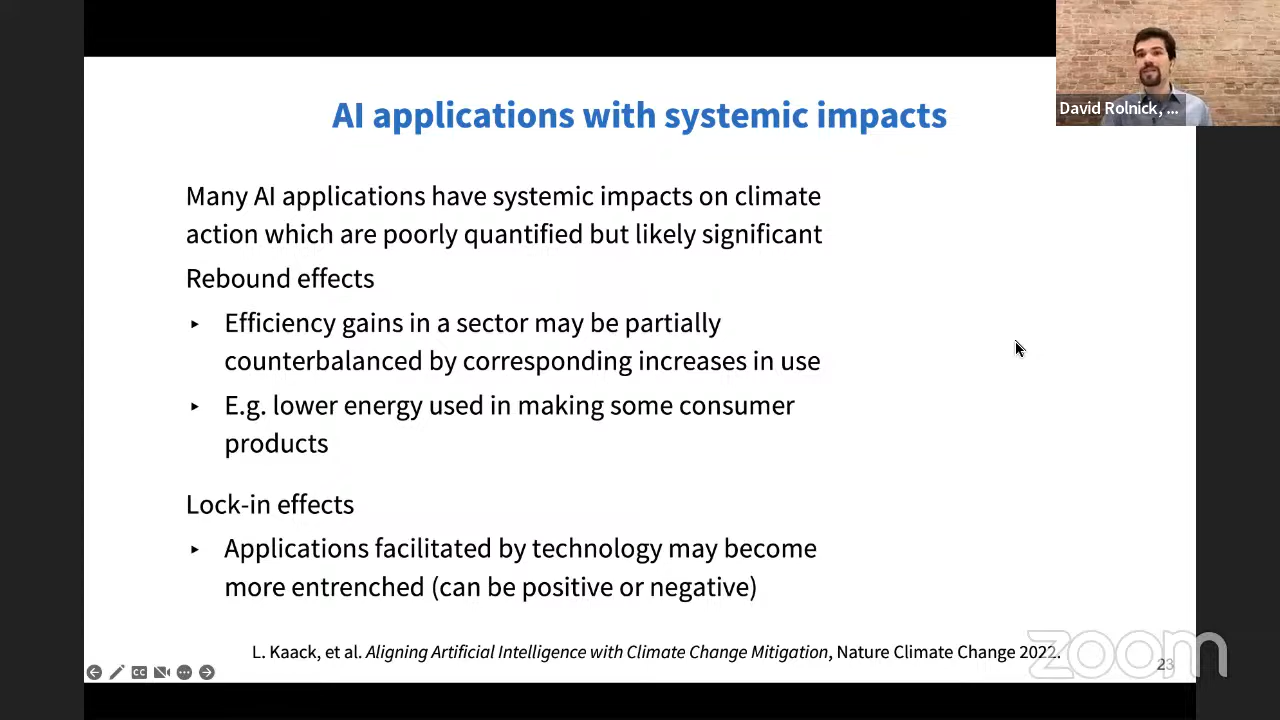 David Rolnick, ...
AI applications with systemic impacts
Many AI applications have systemic impacts on climate
action which are poorly quantified but likely significant
Rebound effects
‣ Efficiency gains in a sector may be partially
counterbalanced by corresponding increases in use
‣ E.g. lower energy used in making some consumer
products
Lock-in effects
‣ Applications facilitated by technology may become
more entrenched (can be positive or negative)
L. Kaack, et al. Aligning Artificial Intelligence with Climate Change Mitigation, Nature Climate Change 2022.
23
zoom
CC